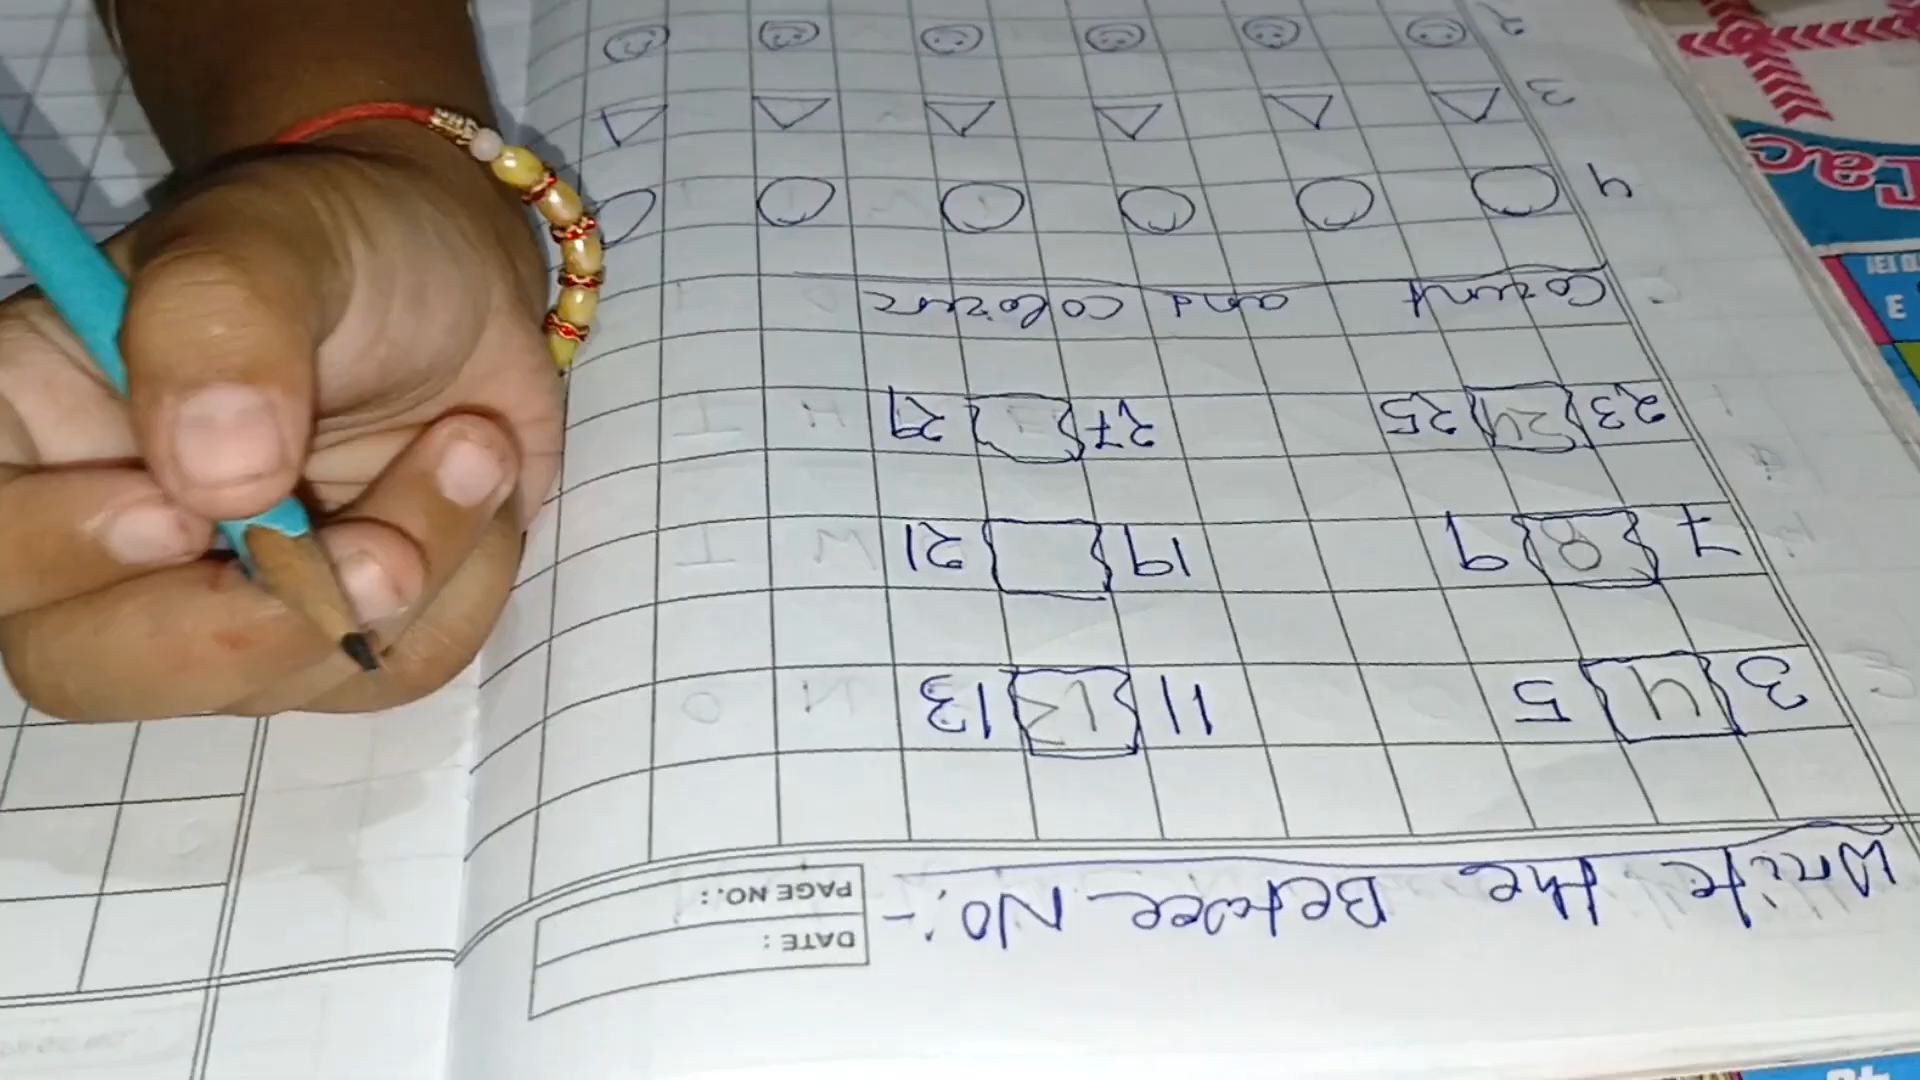 DATE :
PAGE NO. :
Write the Betwee No:-
3 4 5 11 12 13
7 8 9 19 21
23 24 25 27 29
Count and colour
4
3
2